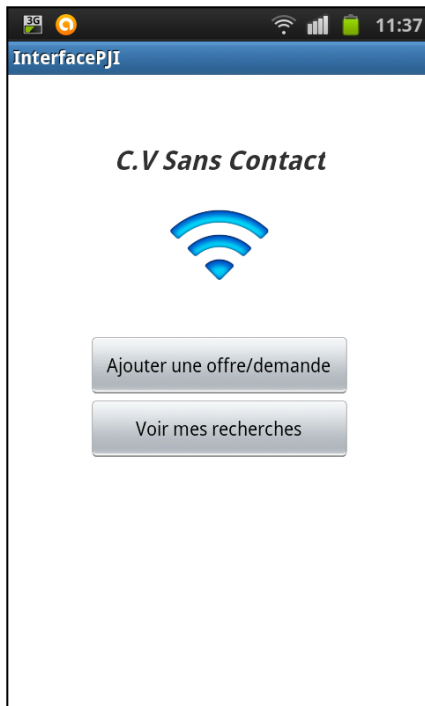 3G
11:37
InterfacePJI
C.V Sans Contact
Ajouter une offre/demande
Voir mes recherches